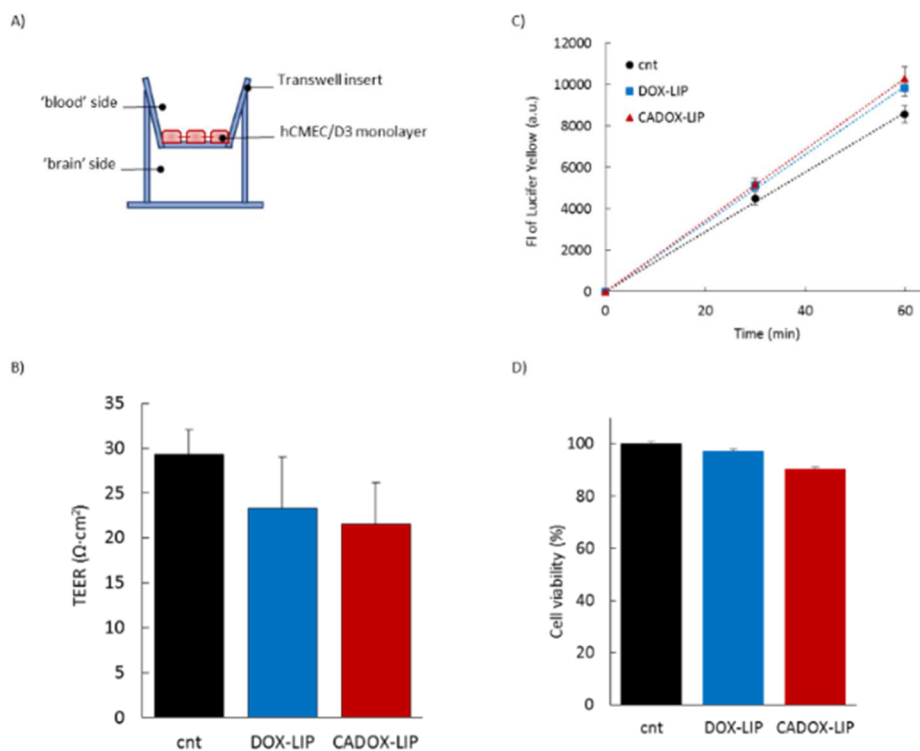 A)
'blood' side
'brain' side
Transwell insert
hCMEC/D3 monolayer
C)
FI of Lucifer Yellow (a.u.)
12000
10000
8000
6000
4000
2000
0
0 20 40 60
Time (min)
cnt
DOX-LIP
CADOX-LIP
B)
TEER (Ω·cm²)
35
30
25
20
15
10
5
0
cnt DOX-LIP CADOX-LIP
D)
Cell viability (%)
100
80
60
40
20
0
cnt DOX-LIP CADOX-LIP